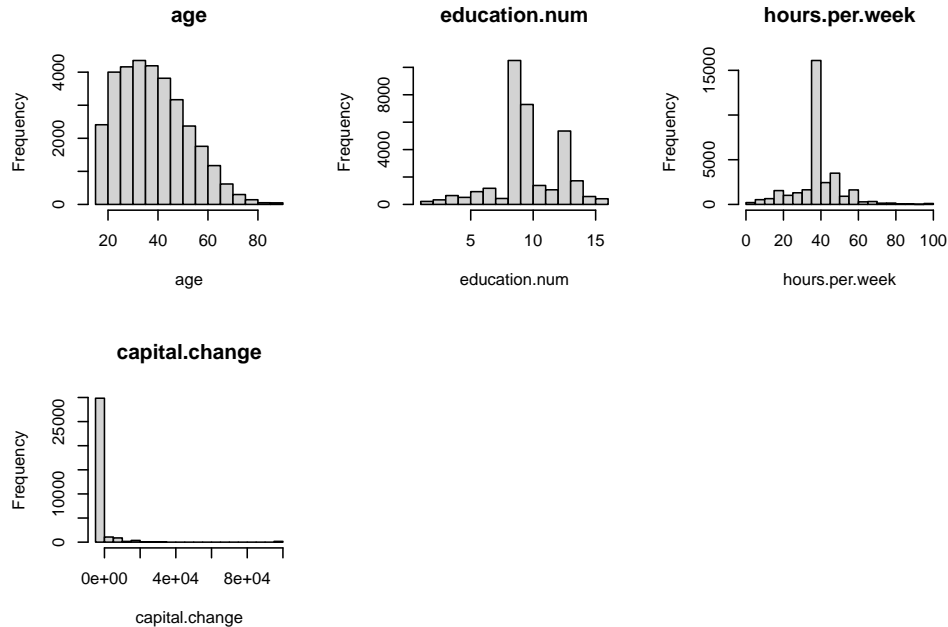 age
Frequency
0
2000
4000
20
40
60
80
age
education.num
Frequency
0
4000
8000
5
10
15
education.num
hours.per.week
Frequency
0
5000
15000
0
20
40
60
80
100
hours.per.week
capital.change
Frequency
0
10000
25000
0e+00
4e+04
8e+04
capital.change